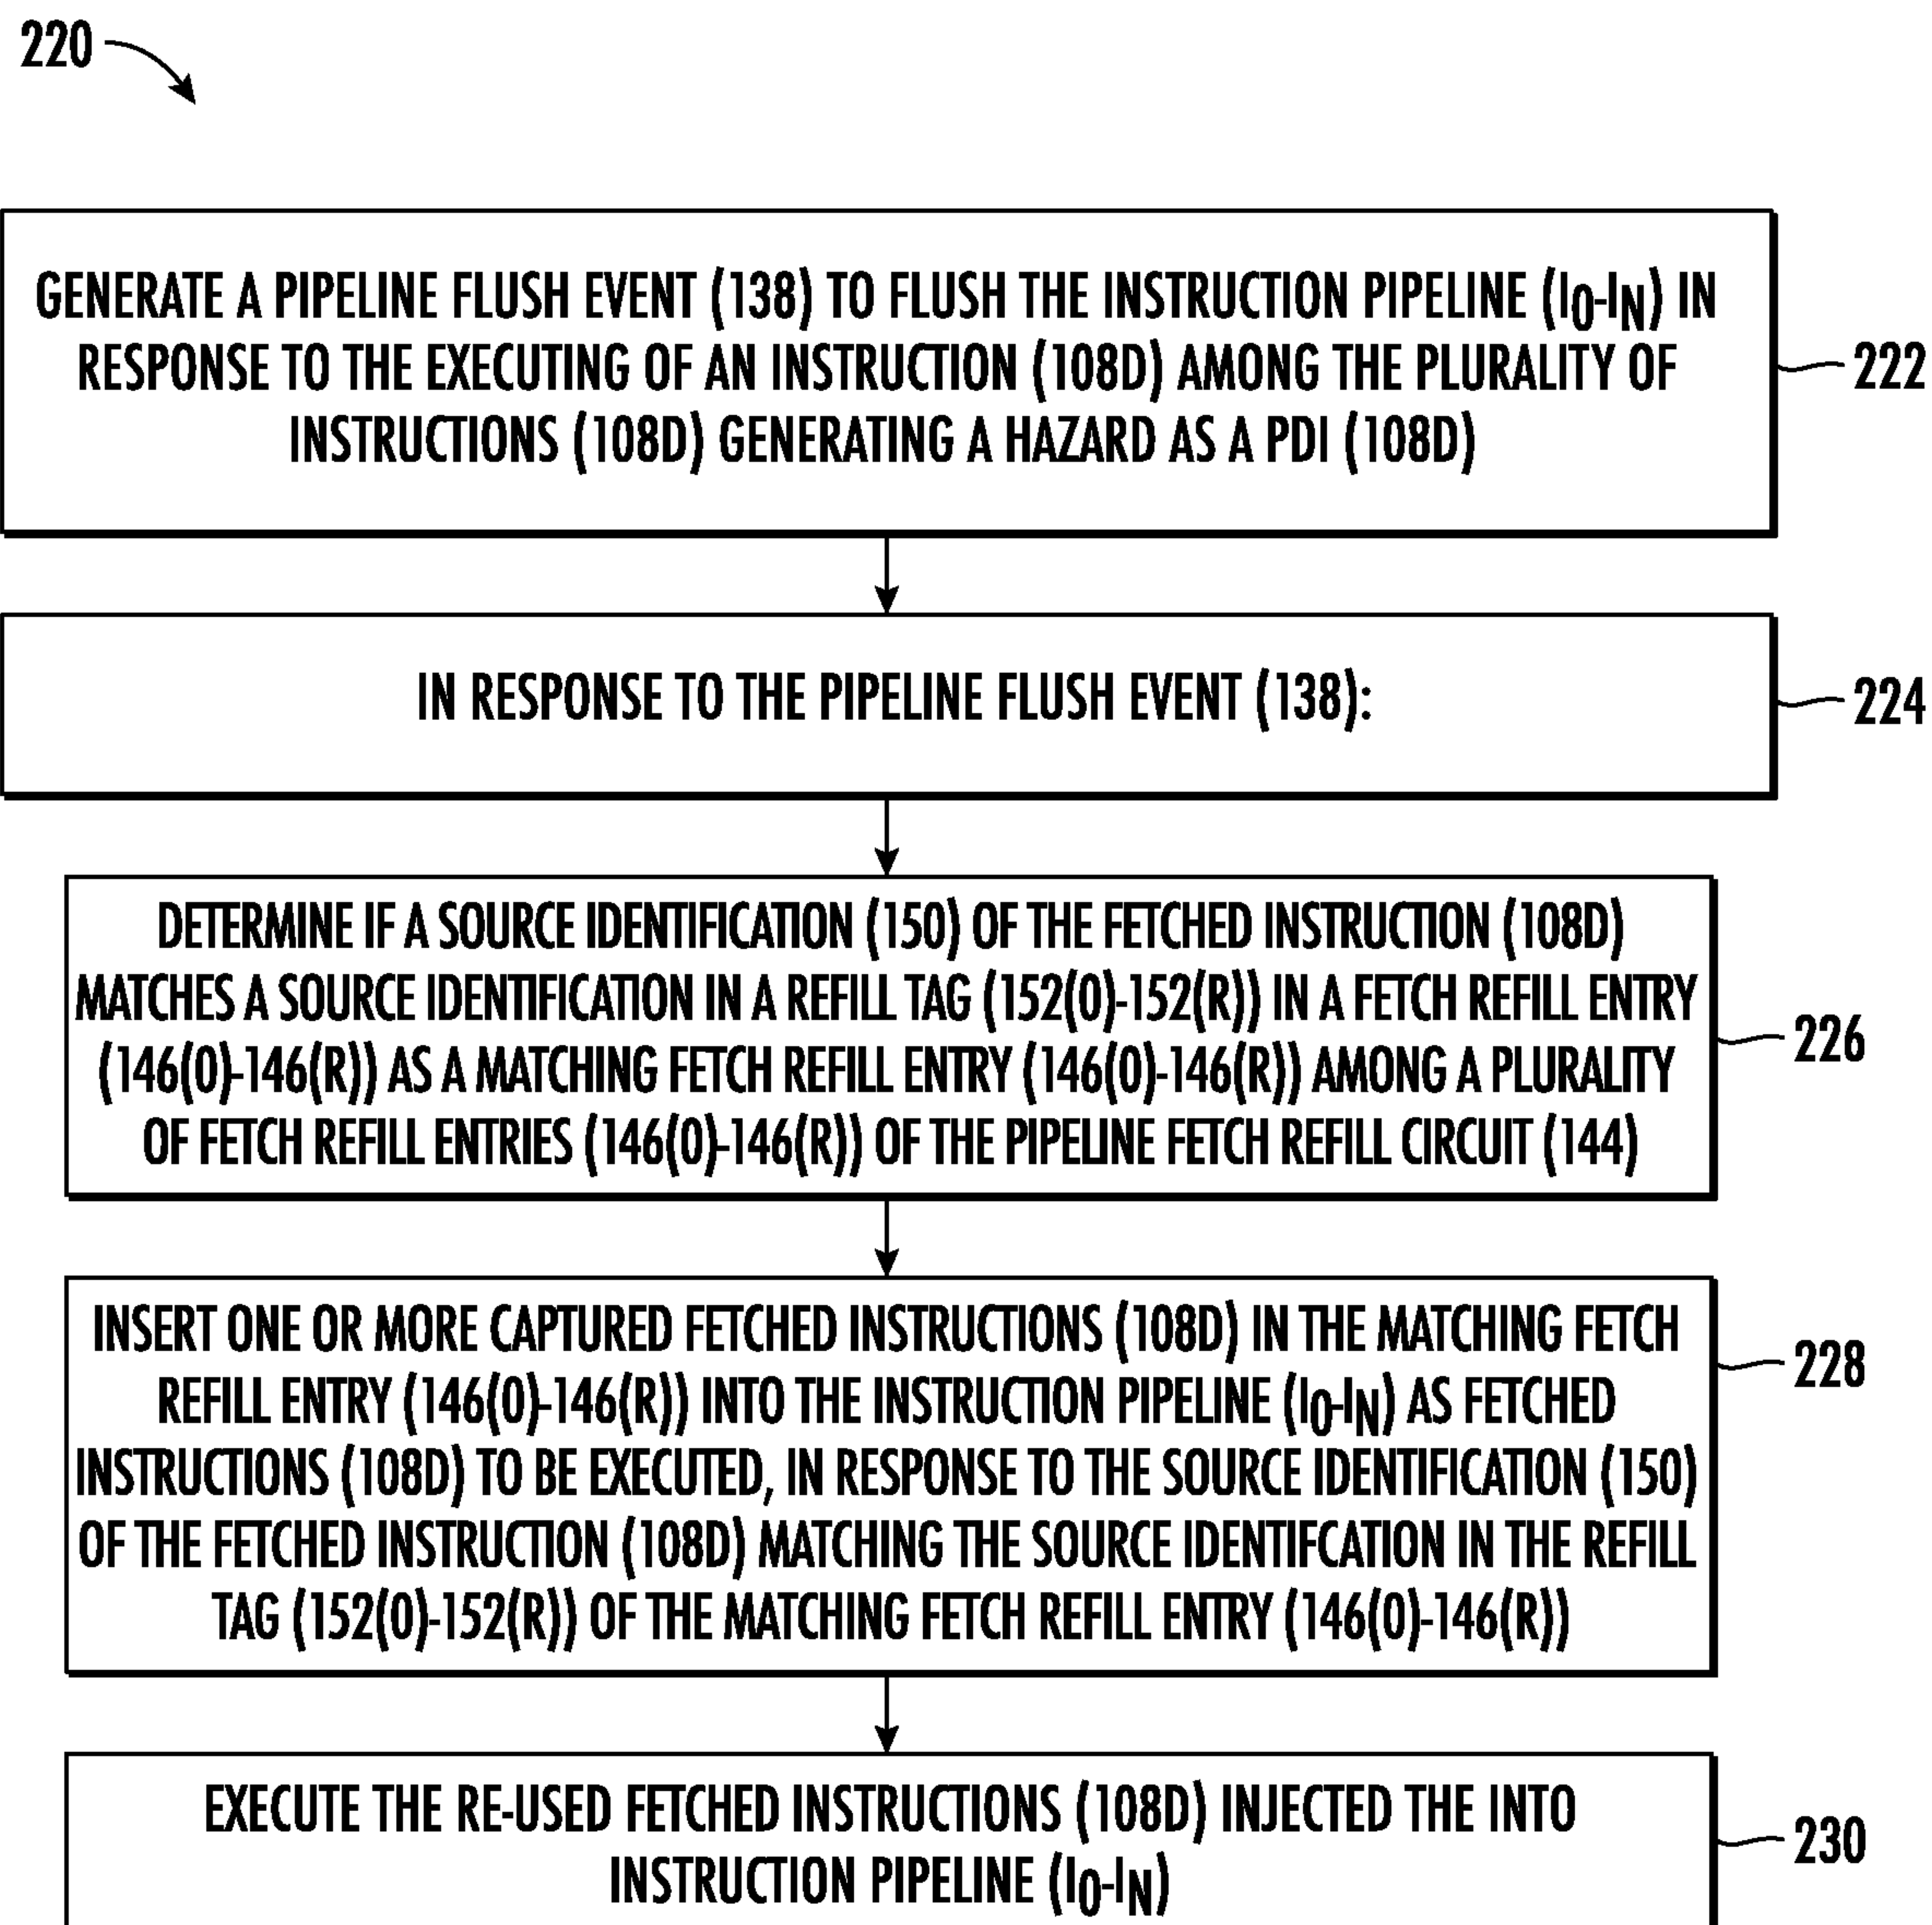 220
GENERATE A PIPELINE FLUSH EVENT (138) TO FLUSH THE INSTRUCTION PIPELINE (I0-IN) IN
RESPONSE TO THE EXECUTING OF AN INSTRUCTION (108D) AMONG THE PLURALITY OF
INSTRUCTIONS (108D) GENERATING A HAZARD AS A PDI (108D)
222
IN RESPONSE TO THE PIPELINE FLUSH EVENT (138):
224
DETERMINE IF A SOURCE IDENTIFICATION (150) OF THE FETCHED INSTRUCTION (108D)
MATCHES A SOURCE IDENTIFICATION IN A REFILL TAG (152(0)-152(R)) IN A FETCH REFILL ENTRY
(146(0)-146(R)) AS A MATCHING FETCH REFILL ENTRY (146(0)-146(R)) AMONG A PLURALITY
OF FETCH REFILL ENTRIES (146(0)-146(R)) OF THE PIPELINE FETCH REFILL CIRCUIT (144)
226
INSERT ONE OR MORE CAPTURED FETCHED INSTRUCTIONS (108D) IN THE MATCHING FETCH
REFILL ENTRY (146(0)-146(R)) INTO THE INSTRUCTION PIPELINE (I0-IN) AS FETCHED
INSTRUCTIONS (108D) TO BE EXECUTED, IN RESPONSE TO THE SOURCE IDENTIFICATION (150)
OF THE FETCHED INSTRUCTION (108D) MATCHING THE SOURCE IDENTIFCATION IN THE REFILL
TAG (152(0)-152(R)) OF THE MATCHING FETCH REFILL ENTRY (146(0)-146(R))
228
EXECUTE THE RE-USED FETCHED INSTRUCTIONS (108D) INJECTED THE INTO
INSTRUCTION PIPELINE (I0-IN)
230